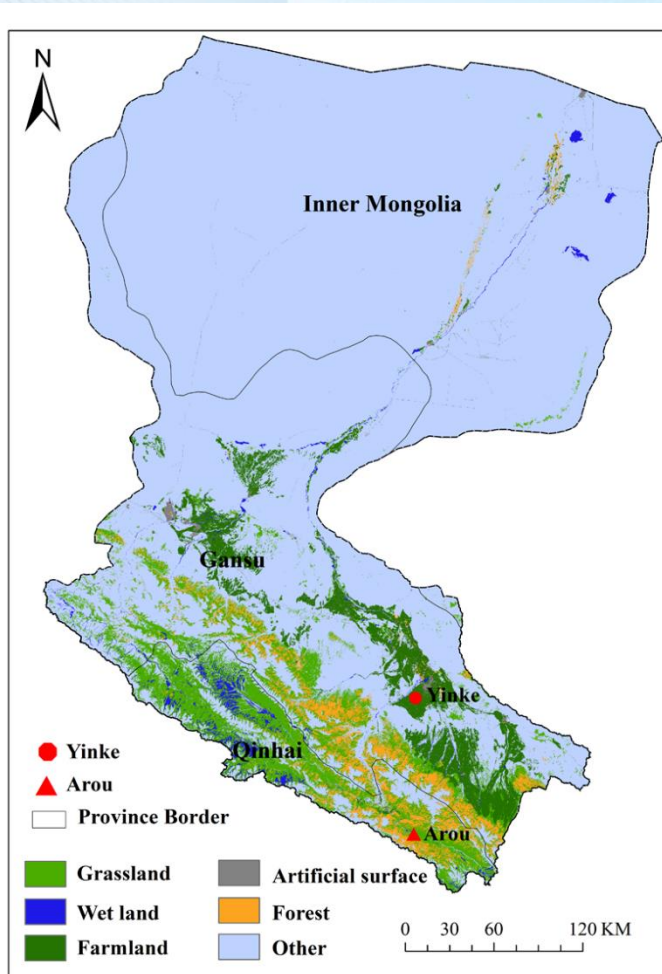 N
Inner Mongolia
Gansu
Yinke
Qinhai
Arou
Yinke
Arou
Province Border
Grassland
Artificial surface
Wet land
Forest
Farmland
Other
0 30 60 120 KM